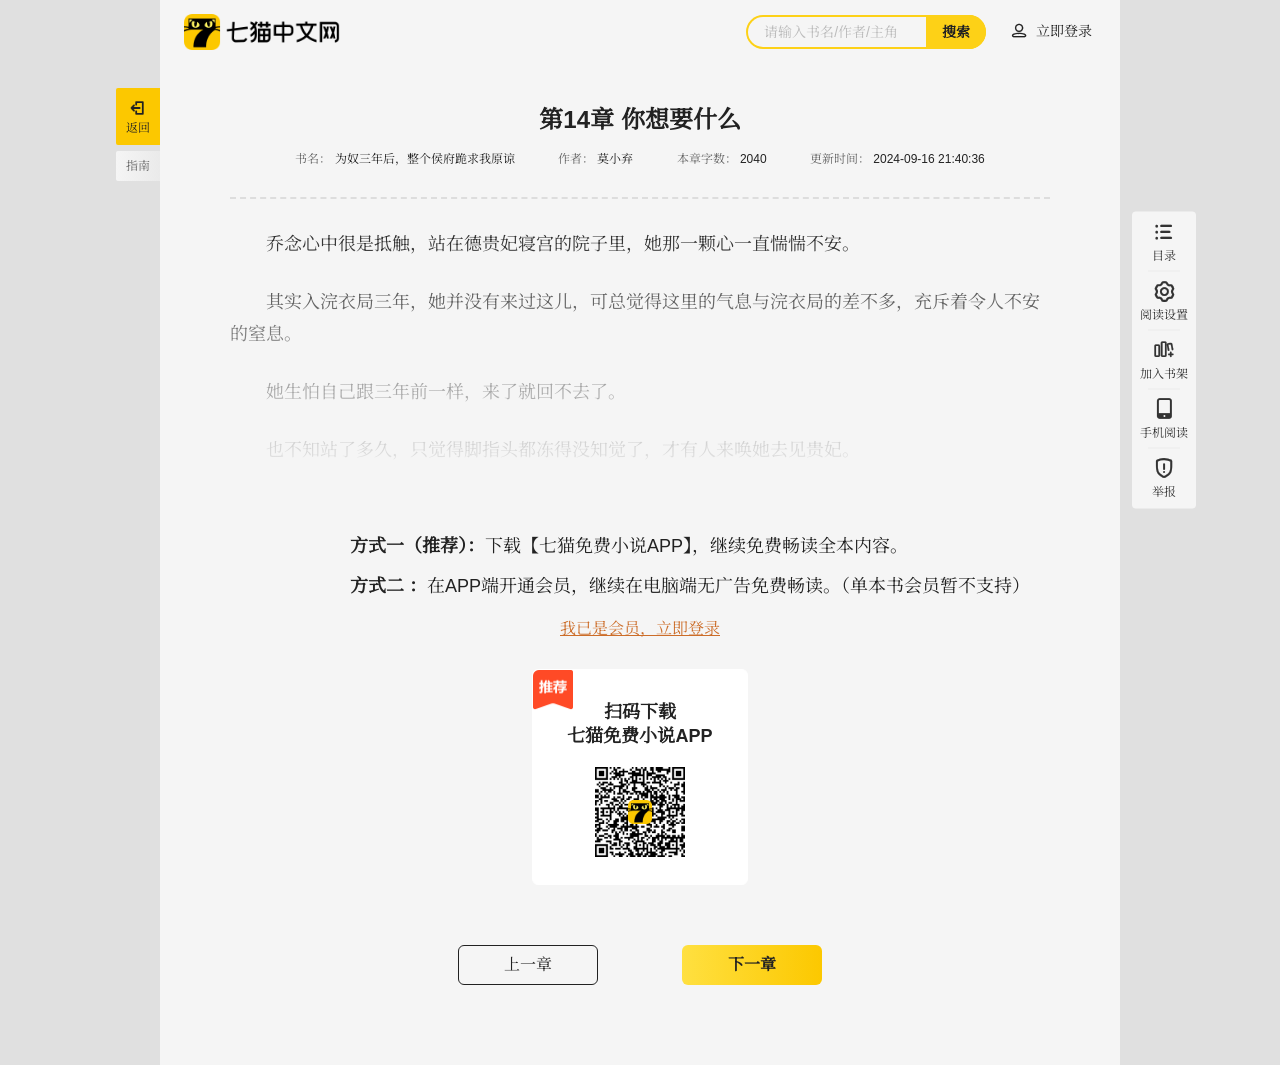 七猫中文网
请输入书名/作者/主角
搜索
立即登录
返回
指南
第14章 你想要什么
书名： 为奴三年后，整个侯府跪求我原谅 作者： 莫小弃 本章字数： 2040 更新时间： 2024-09-16 21:40:36
乔念心中很是抵触，站在德贵妃寝宫的院子里，她那一颗心一直惴惴不安。
其实入浣衣局三年，她并没有来过这儿，可总觉得这里的气息与浣衣局的差不多，充斥着令人不安
的窒息。
她生怕自己跟三年前一样，来了就回不去了。
也不知站了多久，只觉得脚指头都冻得没知觉了，才有人来唤她去见贵妃。
目录
阅读设置
加入书架
手机阅读
举报
方式一（推荐）：下载【七猫免费小说APP】，继续免费畅读全本内容。
方式二 ：在APP端开通会员，继续在电脑端无广告免费畅读。（单本书会员暂不支持）
我已是会员，立即登录
推荐
扫码下载
七猫免费小说APP
上一章
下一章